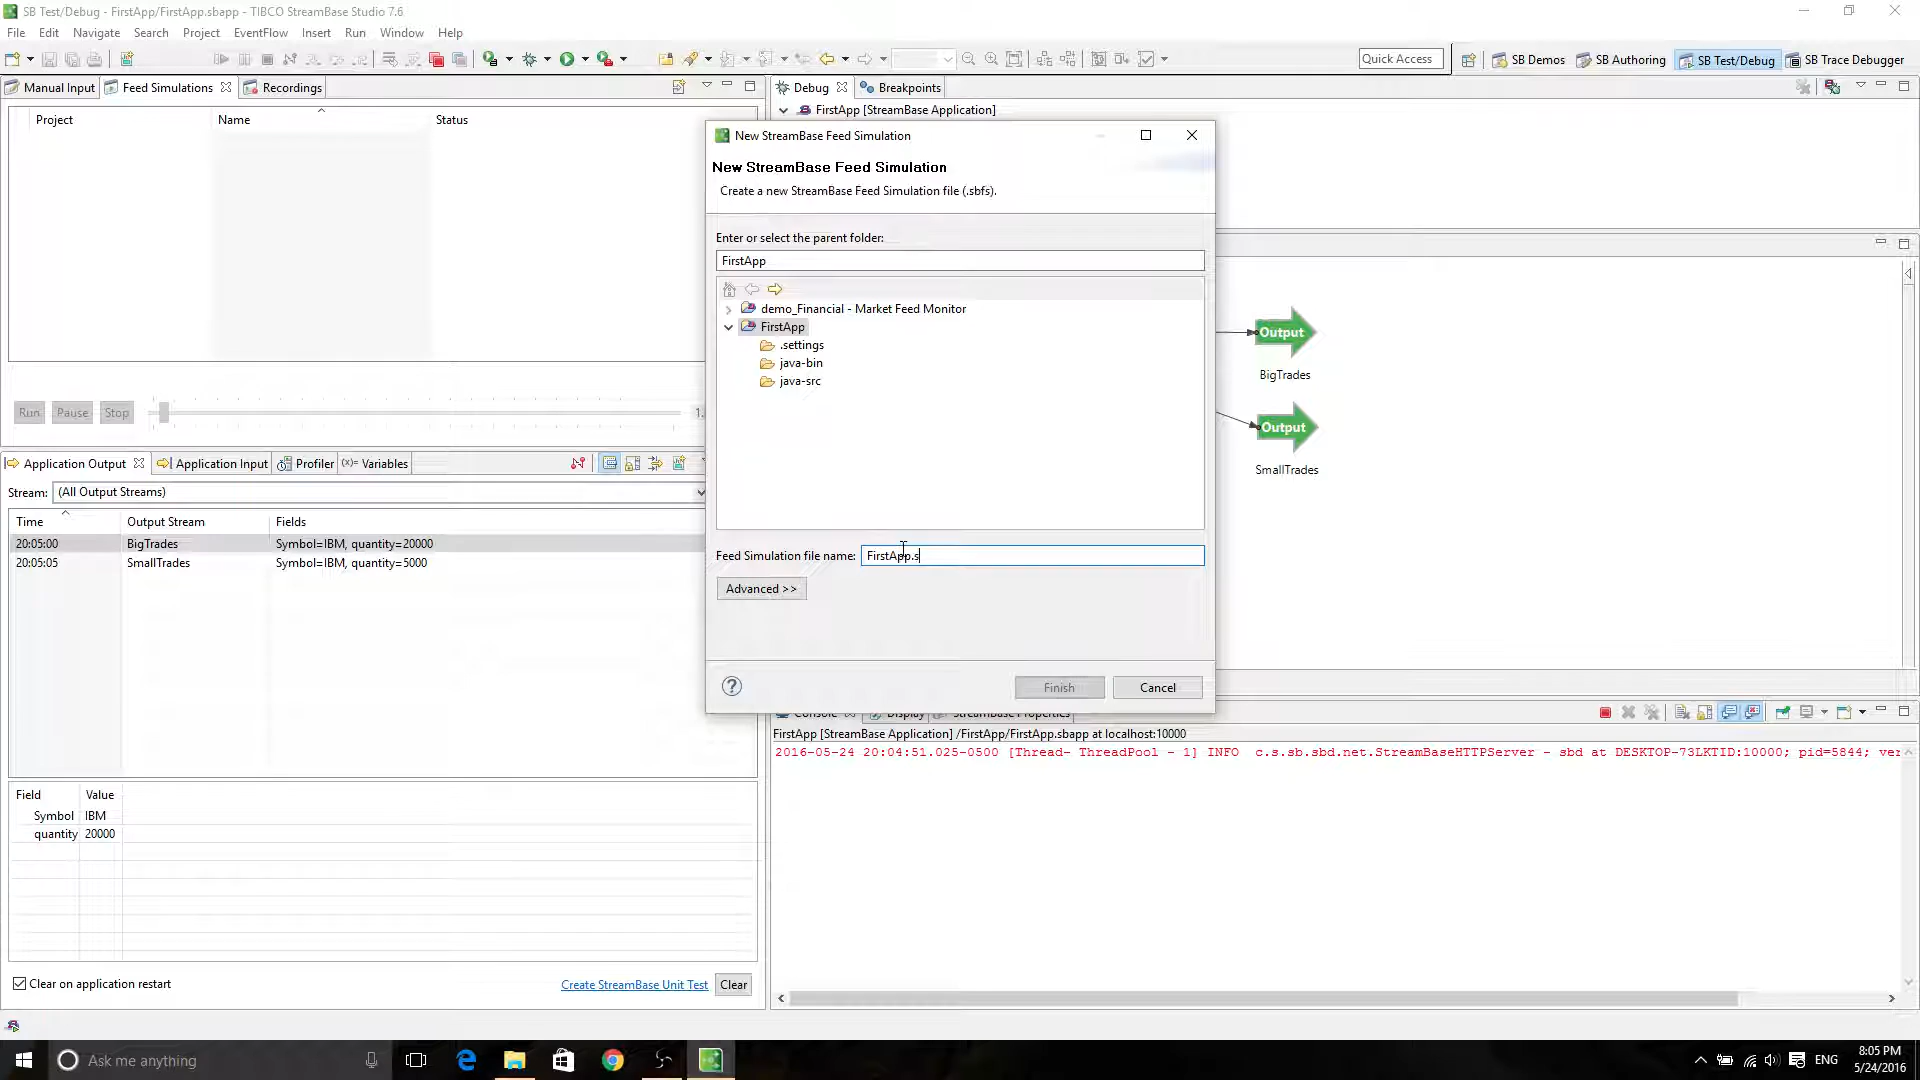 SB Test/Debug - FirstApp/FirstApp.sbapp - TIBCO StreamBase Studio 7.6
File Edit Navigate Search Project EventFlow Insert Run Window Help
Quick Access SB Demos SB Authoring SB Test/Debug SB Trace Debugger
Manual Input Feed Simulations Recordings
Project Name Status
Run Pause Stop 1.
Application Output Application Input Profiler (x)= Variables
Stream: (All Output Streams)
Time Output Stream Fields
20:05:00 BigTrades Symbol=IBM, quantity=20000
20:05:05 SmallTrades Symbol=IBM, quantity=5000
Field Value
Symbol IBM
quantity 20000
Clear on application restart Create StreamBase Unit Test Clear
Debug Breakpoints
FirstApp [StreamBase Application]
New StreamBase Feed Simulation
New StreamBase Feed Simulation
Create a new StreamBase Feed Simulation file (.sbfs).
Enter or select the parent folder:
FirstApp
demo_Financial - Market Feed Monitor
FirstApp
.settings
java-bin
java-src
Feed Simulation file name: FirstApp.s
Advanced >>
Finish Cancel
Output
BigTrades
Output
SmallTrades
Console Display StreamBase Properties
FirstApp [StreamBase Application] /FirstApp/FirstApp.sbapp at localhost:10000
2016-05-24 20:04:51.025-0500 [Thread- ThreadPool - 1] INFO c.s.sb.sbd.net.StreamBaseHTTPServer - sbd at DESKTOP-73LKTID:10000; pid=5844; ver
Ask me anything
ENG
8:05 PM
5/24/2016